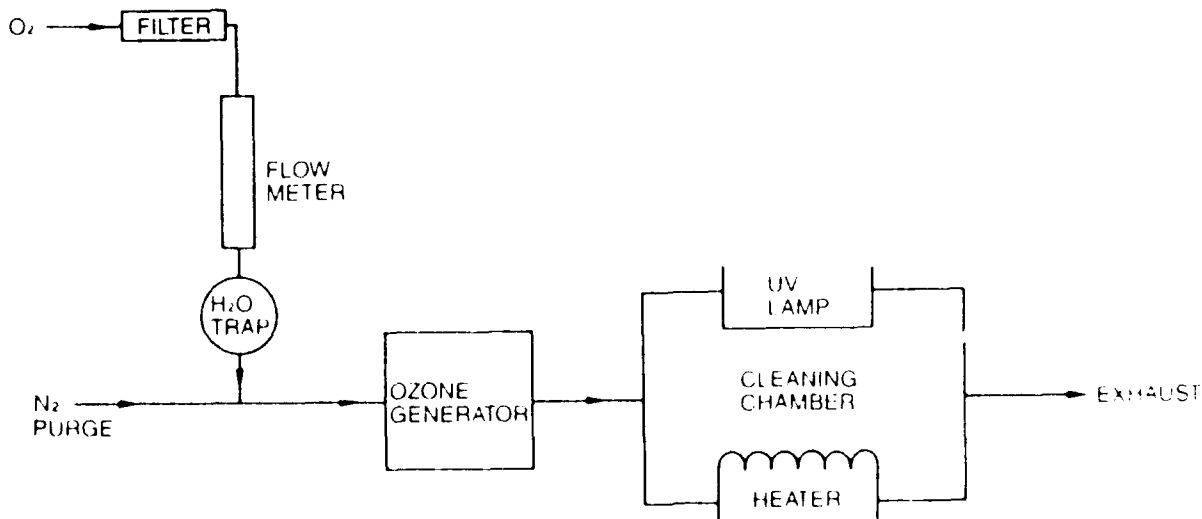 O₂
FILTER
FLOW
METER
H₂O
TRAP
N₂
PURGE
OZONE
GENERATOR
UV
LAMP
CLEANING
CHAMBER
HEATER
EXHAUST